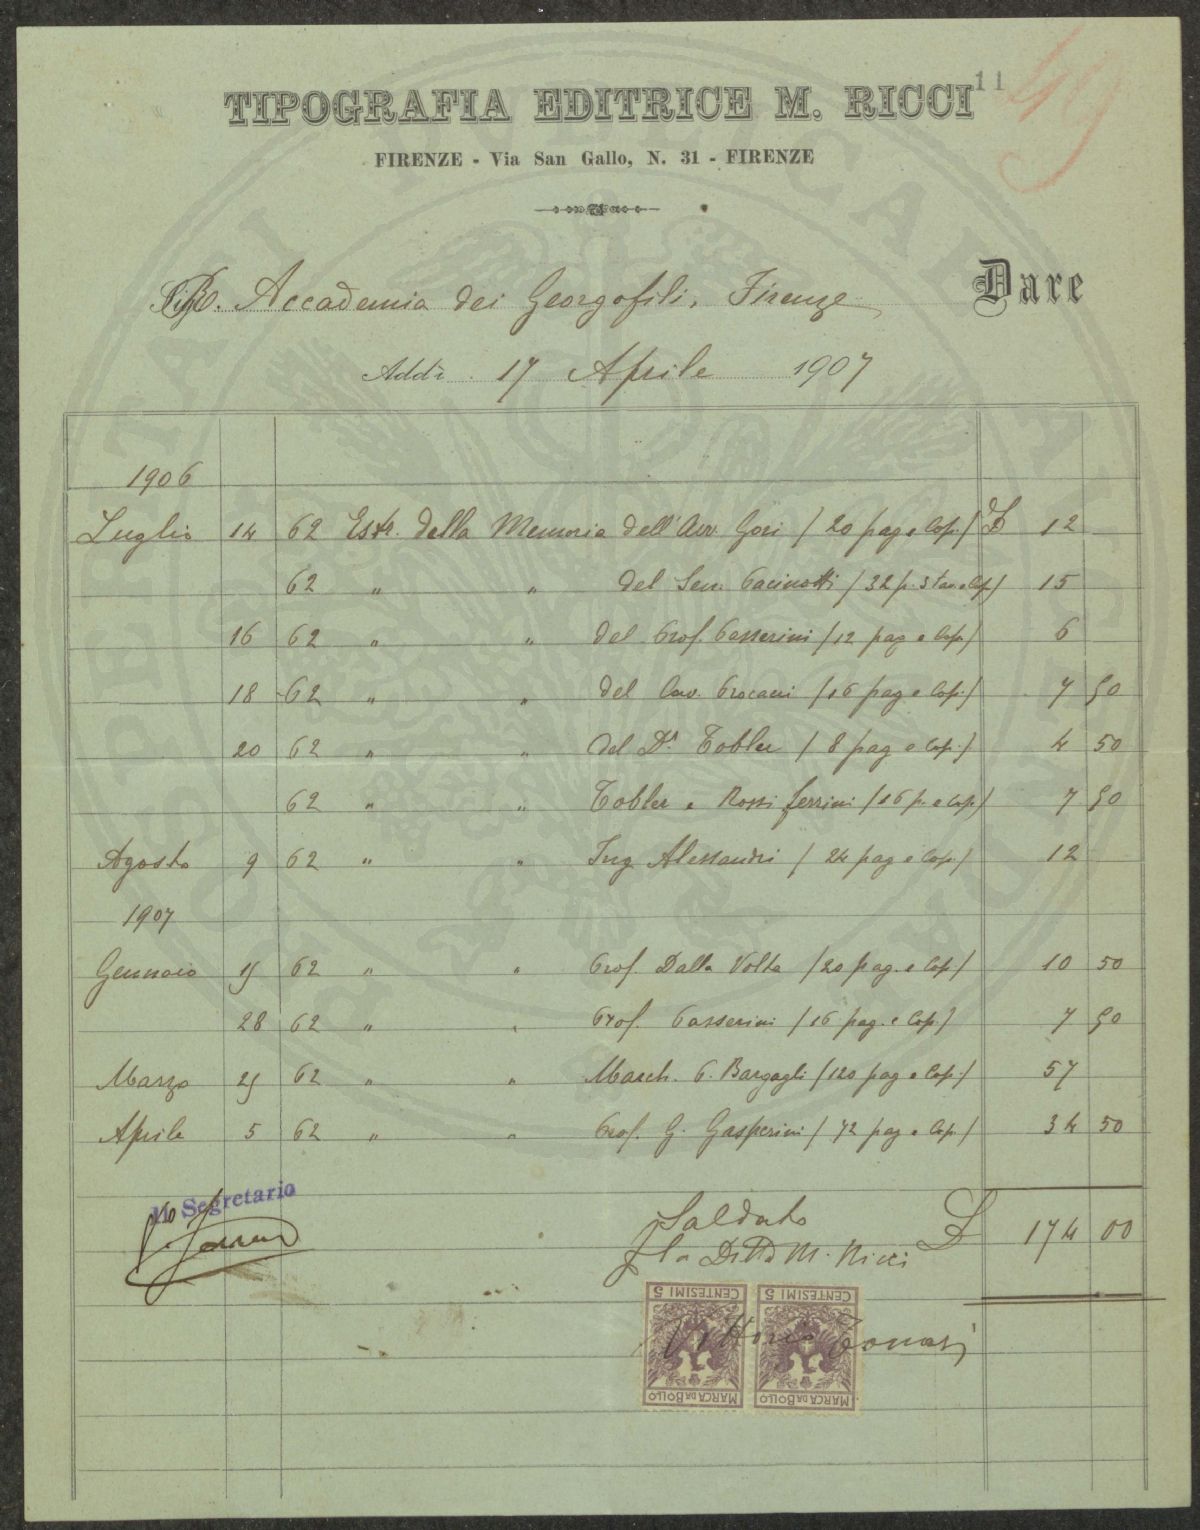 TIPOGRAFIA EDITRICE M. RICCI
11
49
FIRENZE - Via San Gallo, N. 31 - FIRENZE
R. Accademia dei Georgofili, Firenze
Dare
Addì 17 Aprile 1907
1906
Luglio 14 62 Estr. della Memoria dell'Avv. Gori / 20 pag e Cop. / L 12
62 " " del Sen. Pacinotti / 32 p. 3 tav. e Cop / 15
16 62 " " del Prof. Passerini / 12 pag e Cop. / 6
18 62 " " del Cav. / 16 pag e Cop. / 7 50
20 62 " " del Dr. Tobler / 8 pag e Cop. / 4 50
62 " " Tobler e Rossi Ferrini / 16 p. e Cop. / 7 50
Agosto 9 62 " " Ing Alessandri / 24 pag e Cop. / 12
1907
Gennaio 15 62 " " Prof. Dalla Volta / 20 pag. e Cop / 10 50
28 62 " " Prof. Passerini / 16 pag. e Cop. / 7 50
Marzo 25 62 " " March. P. Bargagli / 120 pag e Cop. / 57
Aprile 5 62 " " Prof. G. Gasperini / 72 pag e Cop. / 34 50
Il Segretario
Saldato
L 174 00
la Ditta M. Ricci
CENTESIMI 5 CENTESIMI 5
Vittorio
MARCA DA BOLLO MARCA DA BOLLO